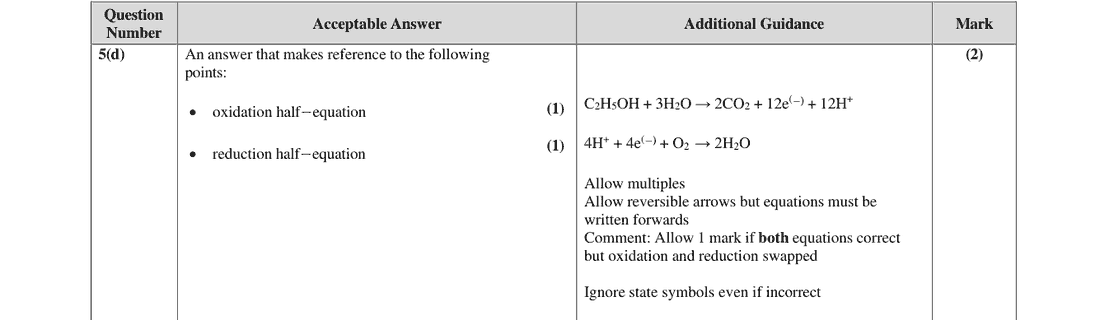 Question Number
Acceptable Answer
Additional Guidance
Mark
5(d)
An answer that makes reference to the following
points:
• oxidation half−equation (1)
• reduction half−equation (1)
C₂H₅OH + 3H₂O → 2CO₂ + 12e⁽⁻⁾ + 12H⁺
4H⁺ + 4e⁽⁻⁾ + O₂ → 2H₂O
Allow multiples
Allow reversible arrows but equations must be
written forwards
Comment: Allow 1 mark if both equations correct
but oxidation and reduction swapped
Ignore state symbols even if incorrect
(2)